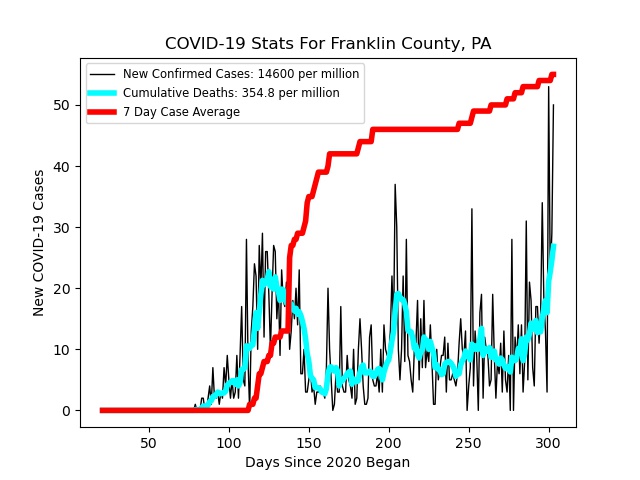 COVID-19 Stats For Franklin County, PA
New Confirmed Cases: 14600 per million
Cumulative Deaths: 354.8 per million
7 Day Case Average
New COVID-19 Cases
50
40
30
20
10
0
50 100 150 200 250 300
Days Since 2020 Began